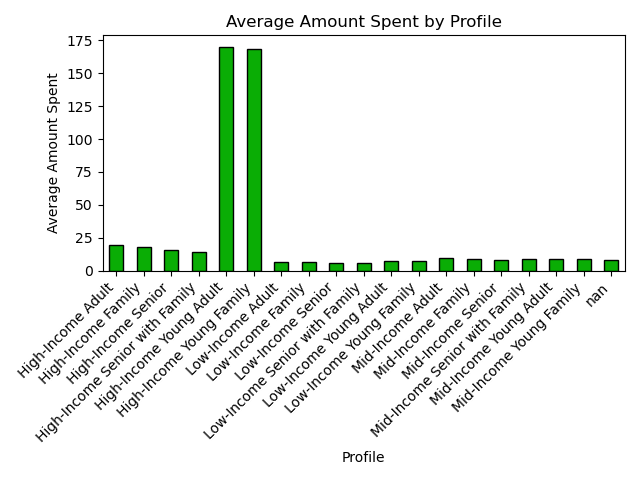 Average Amount Spent by Profile
Average Amount Spent
175
150
125
100
75
50
25
0
High-Income Adult
High-Income Family
High-Income Senior
High-Income Senior with Family
High-Income Young Adult
High-Income Young Family
Low-Income Adult
Low-Income Family
Low-Income Senior
Low-Income Senior with Family
Low-Income Young Adult
Low-Income Young Family
Mid-Income Adult
Mid-Income Family
Mid-Income Senior
Mid-Income Senior with Family
Mid-Income Young Adult
Mid-Income Young Family
nan
Profile